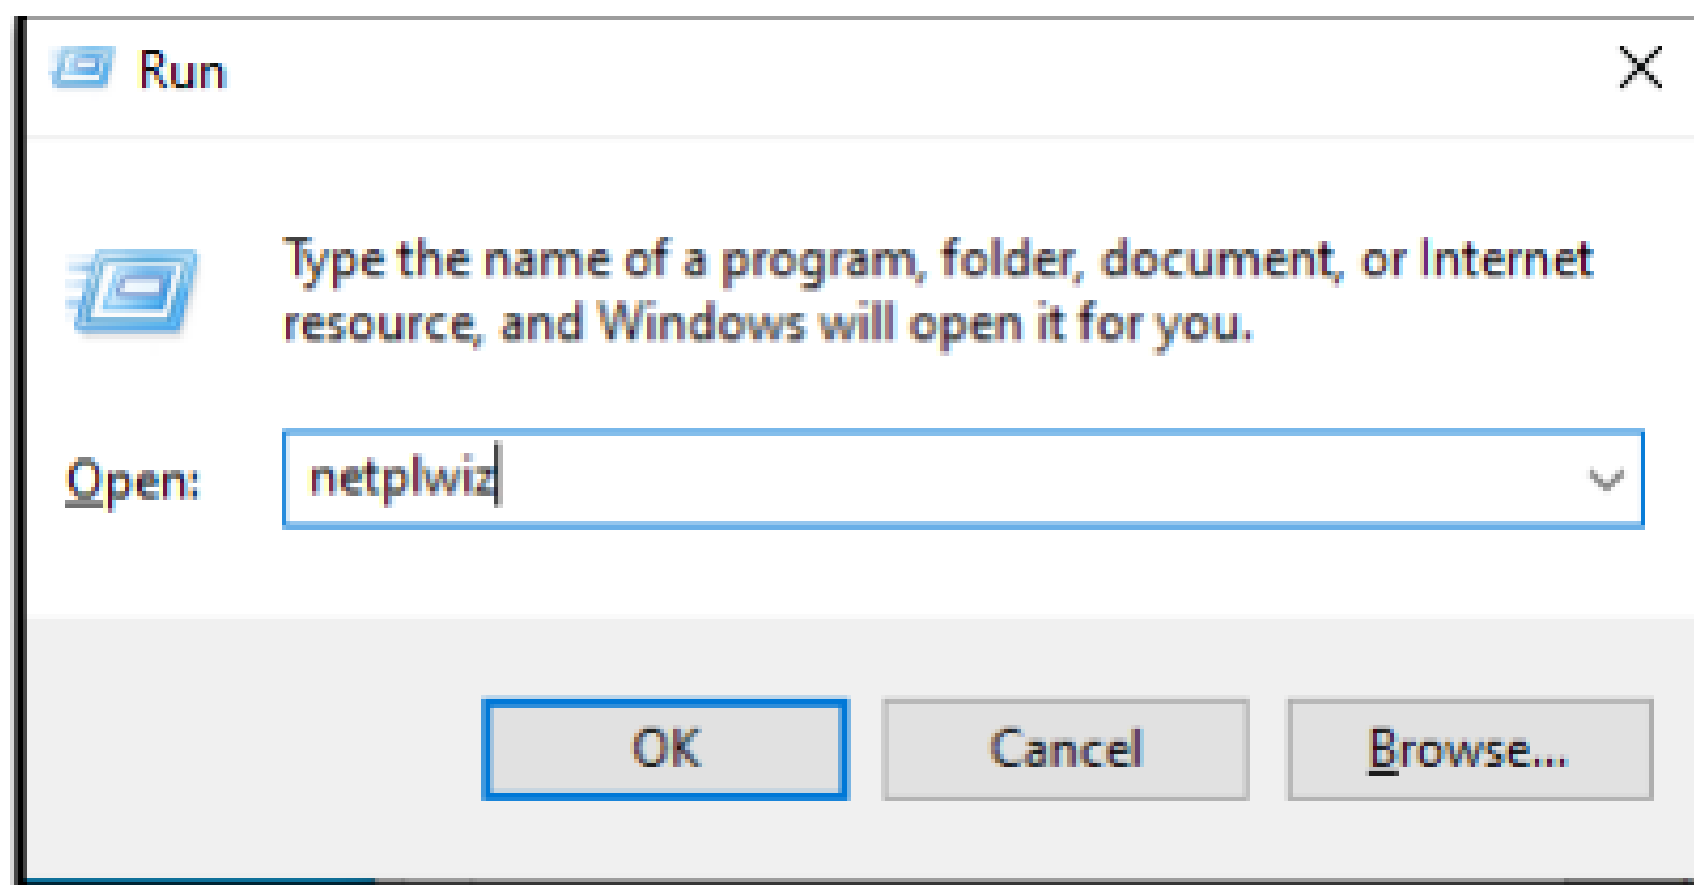 Run
Type the name of a program, folder, document, or Internet
resource, and Windows will open it for you.
Open: netplwiz
OK Cancel Browse...